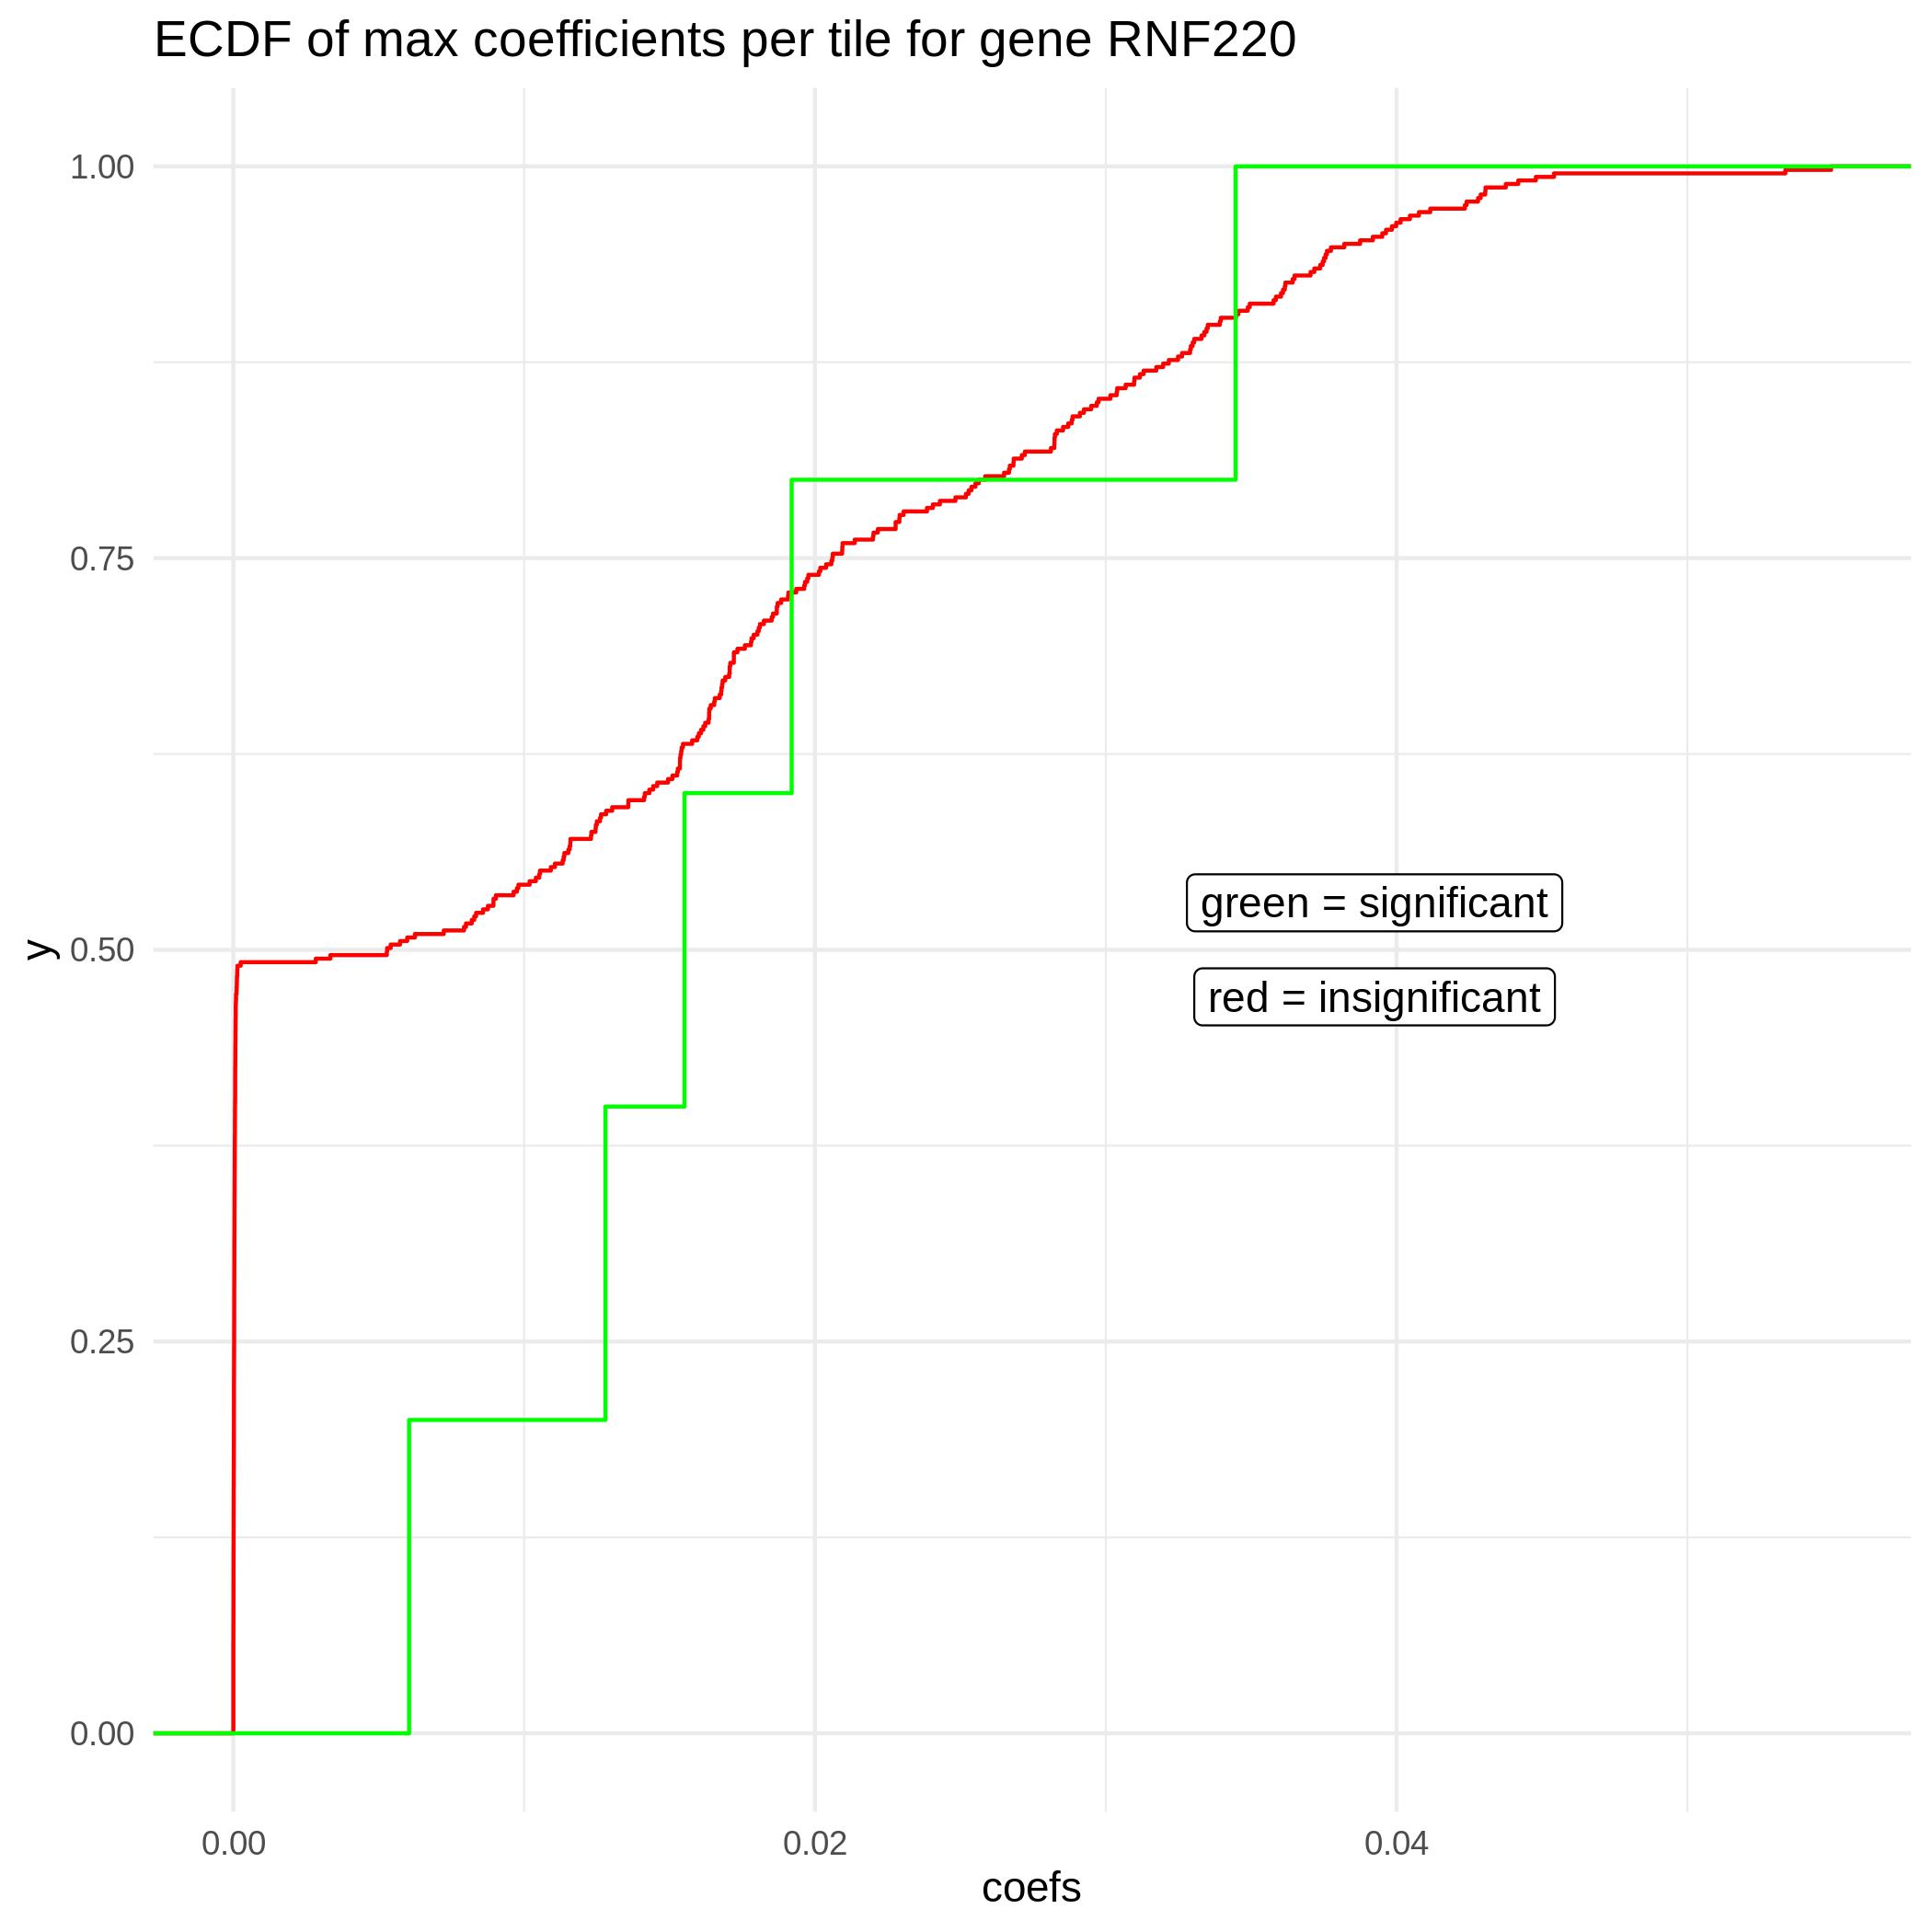 ECDF of max coefficients per tile for gene RNF220
1.00
0.75
0.50
0.25
0.00
y
green = significant
red = insignificant
0.00 0.02 0.04
coefs